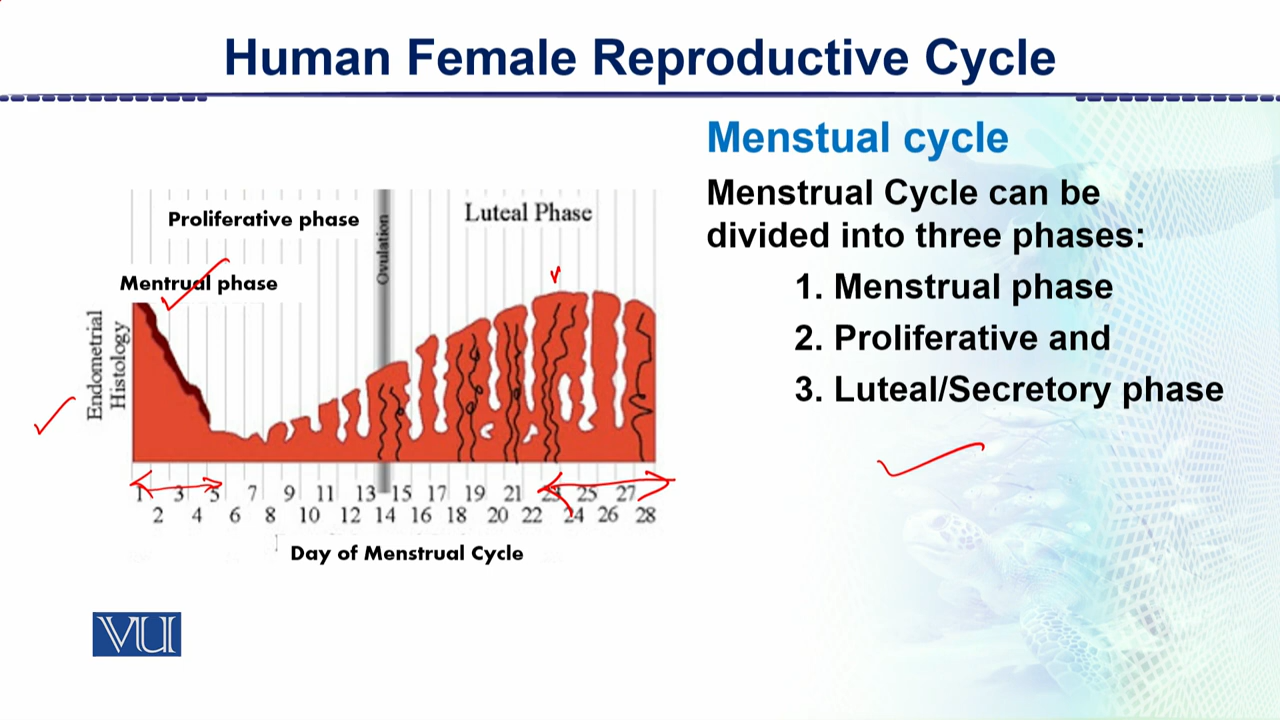 Human Female Reproductive Cycle
Menstual cycle
Menstrual Cycle can be
divided into three phases:
1. Menstrual phase
2. Proliferative and
3. Luteal/Secretory phase
Proliferative phase
Luteal Phase
Ovulation
Mentrual phase
Endometrial
Histology
1 3 5 7 9 11 13 15 17 19 21 23 25 27
2 4 6 8 10 12 14 16 18 20 22 24 26 28
Day of Menstrual Cycle
VU